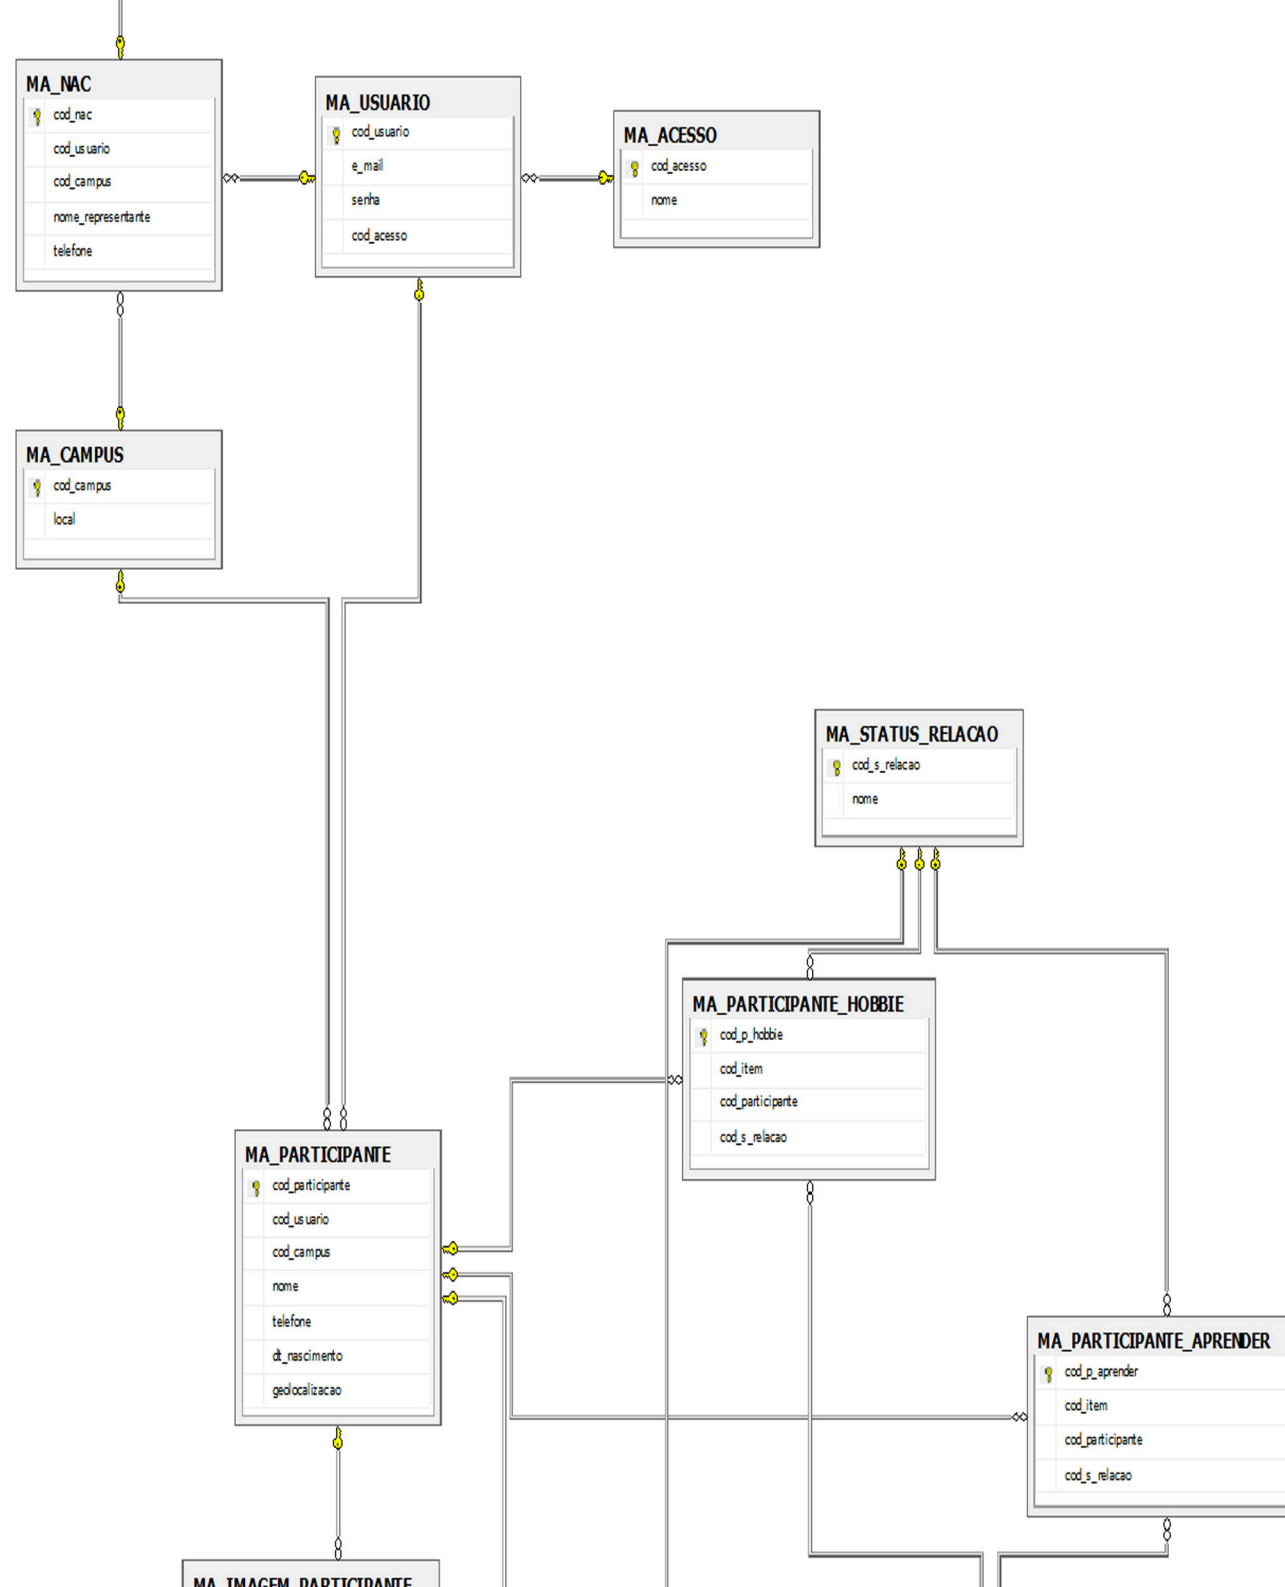 MA_NAC
cod_nac
cod_usuario
cod_campus
nome_representante
telefone
MA_USUARIO
cod_usuario
e_mail
senha
cod_acesso
MA_ACESSO
cod_acesso
nome
MA_CAMPUS
cod_campus
local
MA_STATUS_RELACAO
cod_s_relacao
nome
MA_PARTICIPANTE_HOBBIE
cod_p_hobbie
cod_item
cod_participante
cod_s_relacao
MA_PARTICIPANTE
cod_participante
cod_usuario
cod_campus
nome
telefone
dt_nascimento
geolocalizacao
MA_PARTICIPANTE_APRENDER
cod_p_aprender
cod_item
cod_participante
cod_s_relacao
MA_IMAGEM_PARTICIPANTE